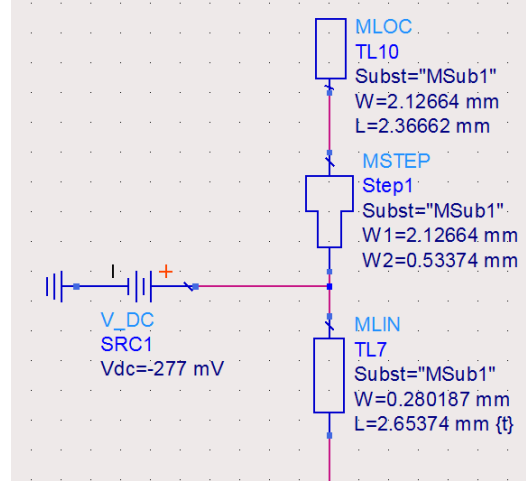 MLOC
TL10
Subst="MSub1"
W=2.12664 mm
L=2.36662 mm
MSTEP
Step1
Subst="MSub1"
W1=2.12664 mm
W2=0.53374 mm
V_DC
SRC1
Vdc=-277 mV
MLIN
TL7
Subst="MSub1"
W=0.280187 mm
L=2.65374 mm {t}